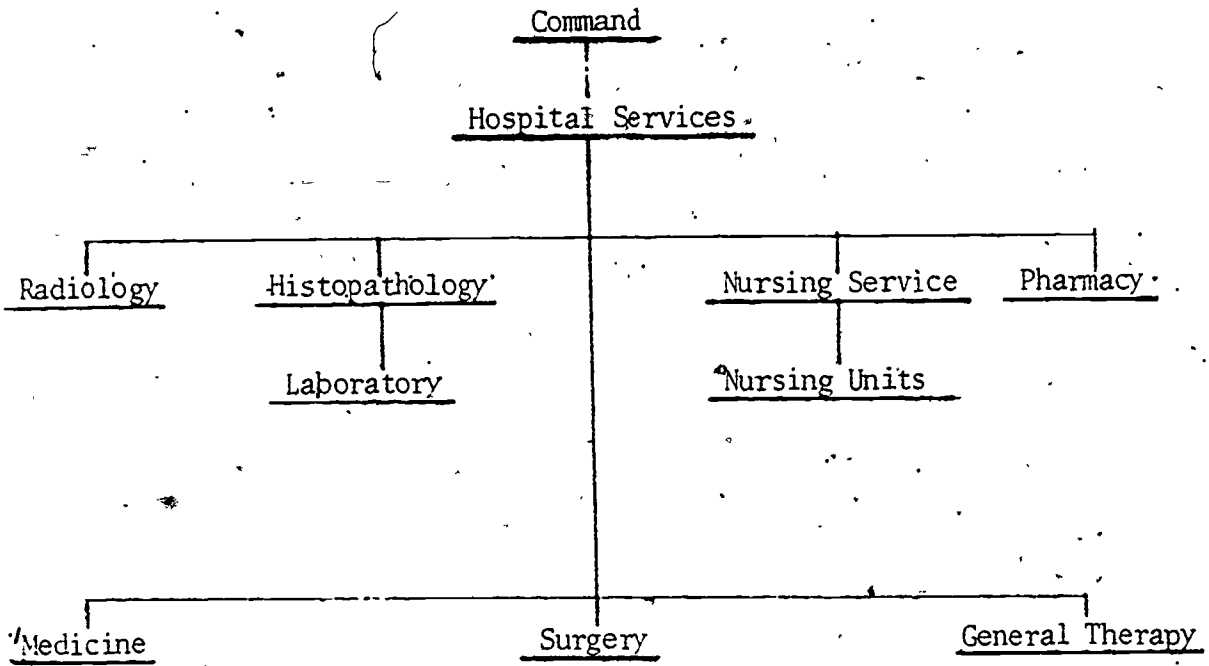 Command
Hospital Services
Radiology Histopathology Nursing Service Pharmacy
Laboratory Nursing Units
Medicine Surgery General Therapy